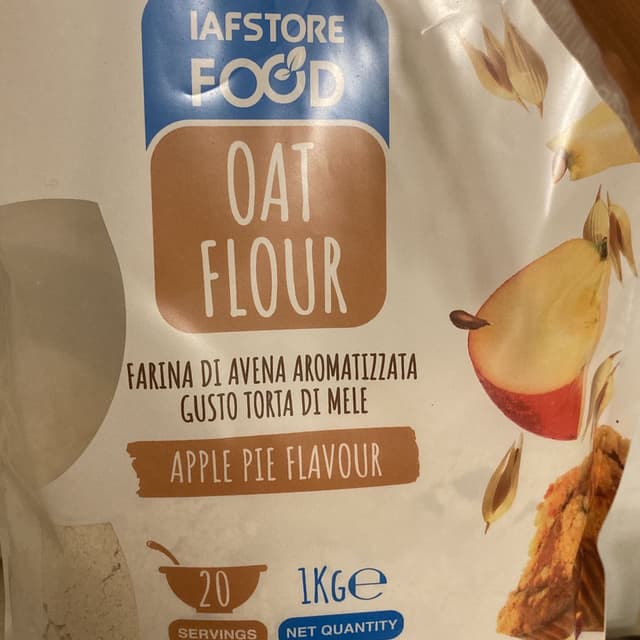 IAFSTORE
FOOD
OAT
FLOUR
FARINA DI AVENA AROMATIZZATA
GUSTO TORTA DI MELE
APPLE PIE FLAVOUR
20
SERVINGS
1KG℮
NET QUANTITY